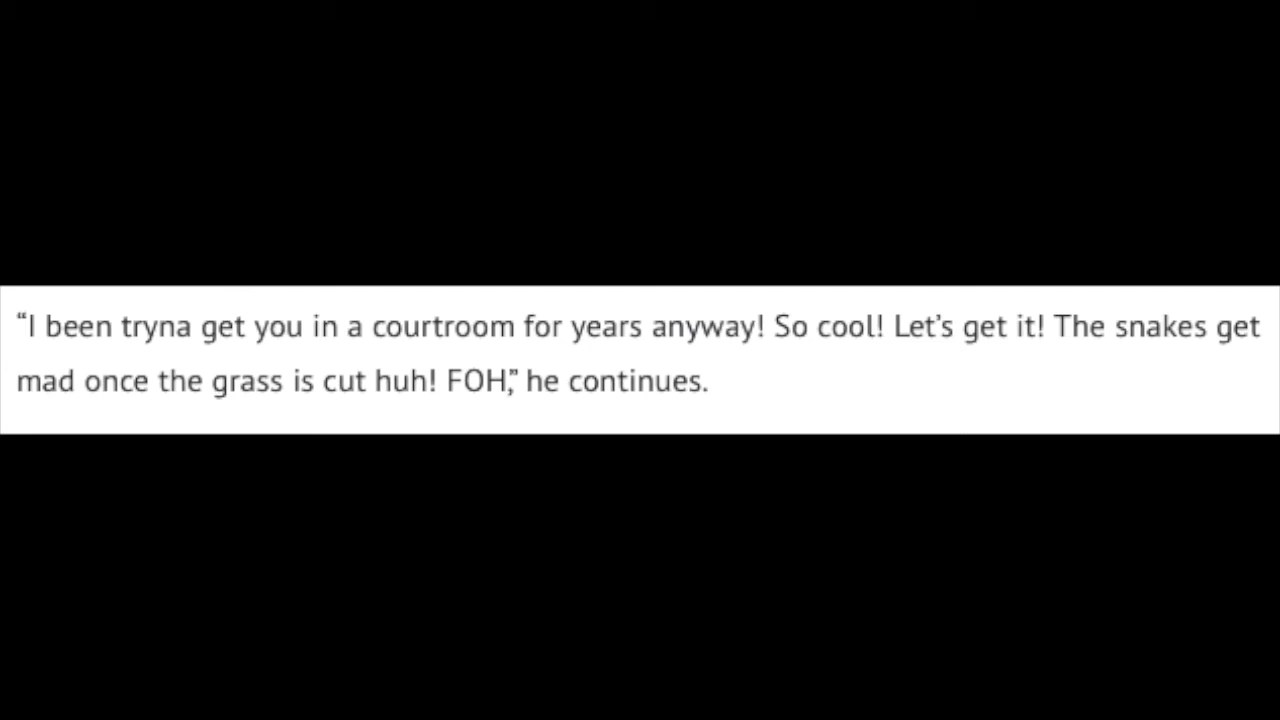 “I been tryna get you in a courtroom for years anyway! So cool! Let’s get it! The snakes get
mad once the grass is cut huh! FOH,” he continues.